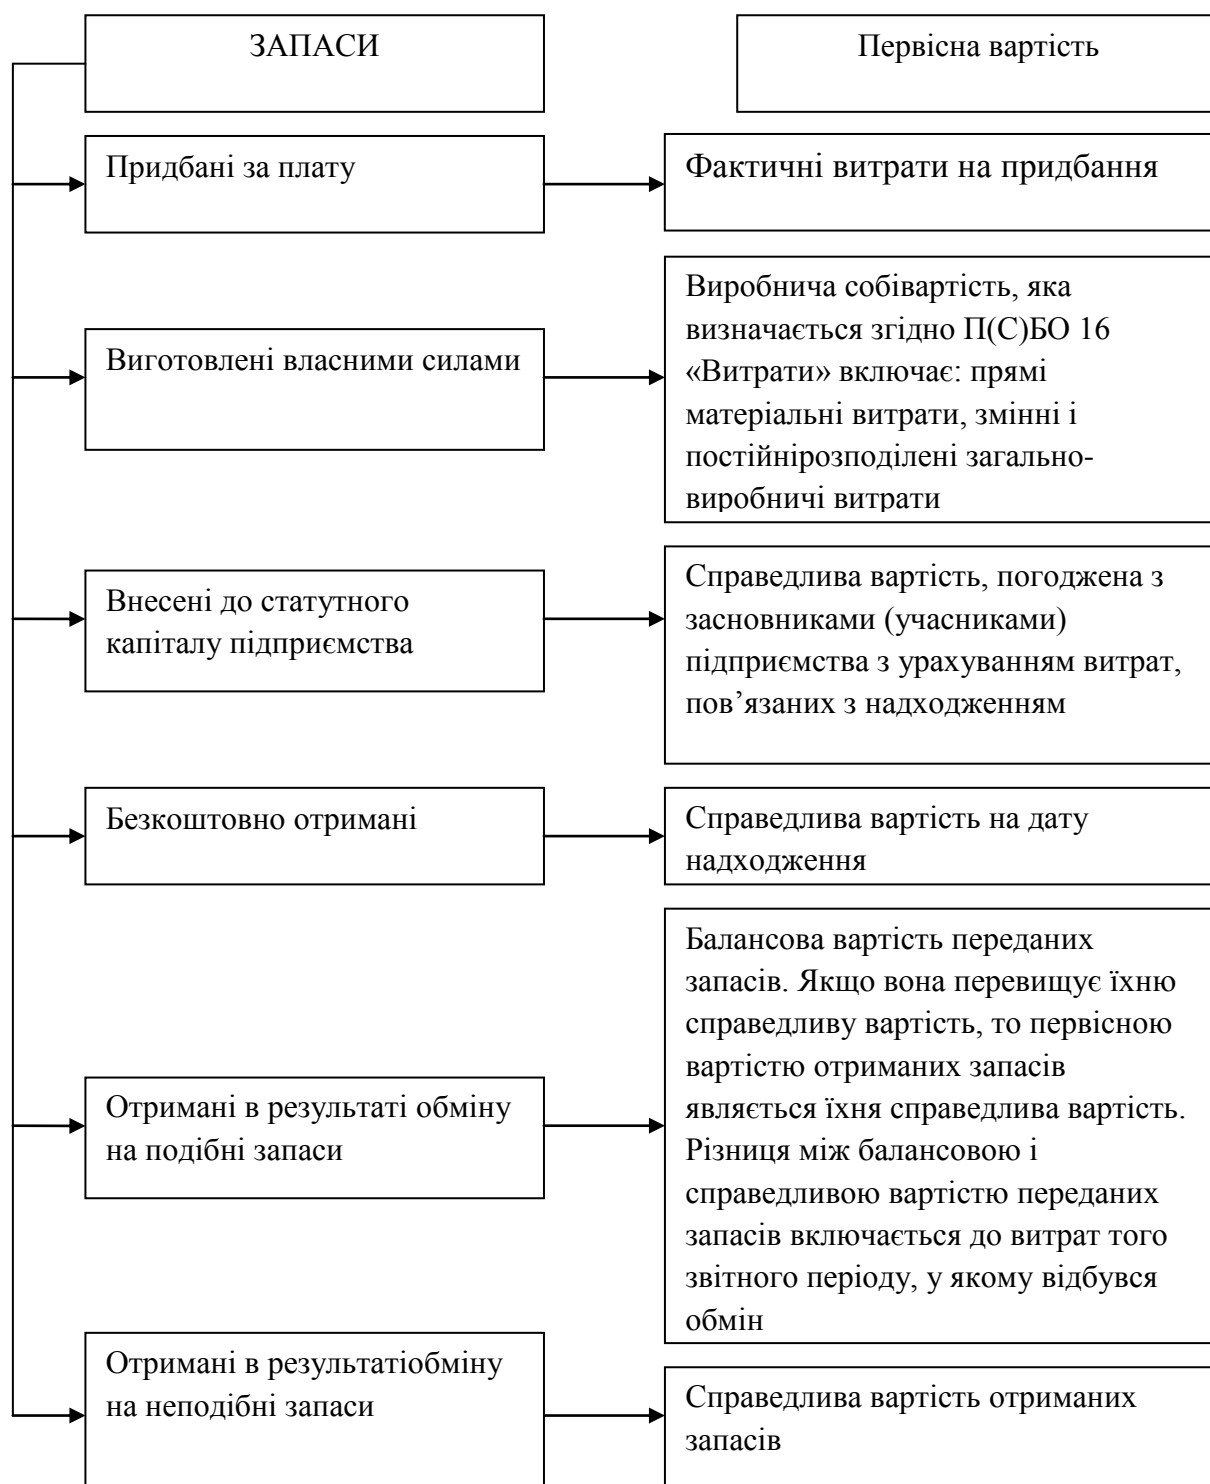 ЗАПАСИ
Первісна вартість
Придбані за плату
Фактичні витрати на придбання
Виготовлені власними силами
Виробнича собівартість, яка
визначається згідно П(С)БО 16
«Витрати» включає: прямі
матеріальні витрати, змінні і
постійнірозподілені загально-
виробничі витрати
Внесені до статутного
капіталу підприємства
Справедлива вартість, погоджена з
засновниками (учасниками)
підприємства з урахуванням витрат,
пов’язаних з надходженням
Безкоштовно отримані
Справедлива вартість на дату
надходження
Отримані в результаті обміну
на подібні запаси
Балансова вартість переданих
запасів. Якщо вона перевищує їхню
справедливу вартість, то первісною
вартістю отриманих запасів
являється їхня справедлива вартість.
Різниця між балансовою і
справедливою вартістю переданих
запасів включається до витрат того
звітного періоду, у якому відбувся
обмін
Отримані в результатіобміну
на неподібні запаси
Справедлива вартість отриманих
запасів